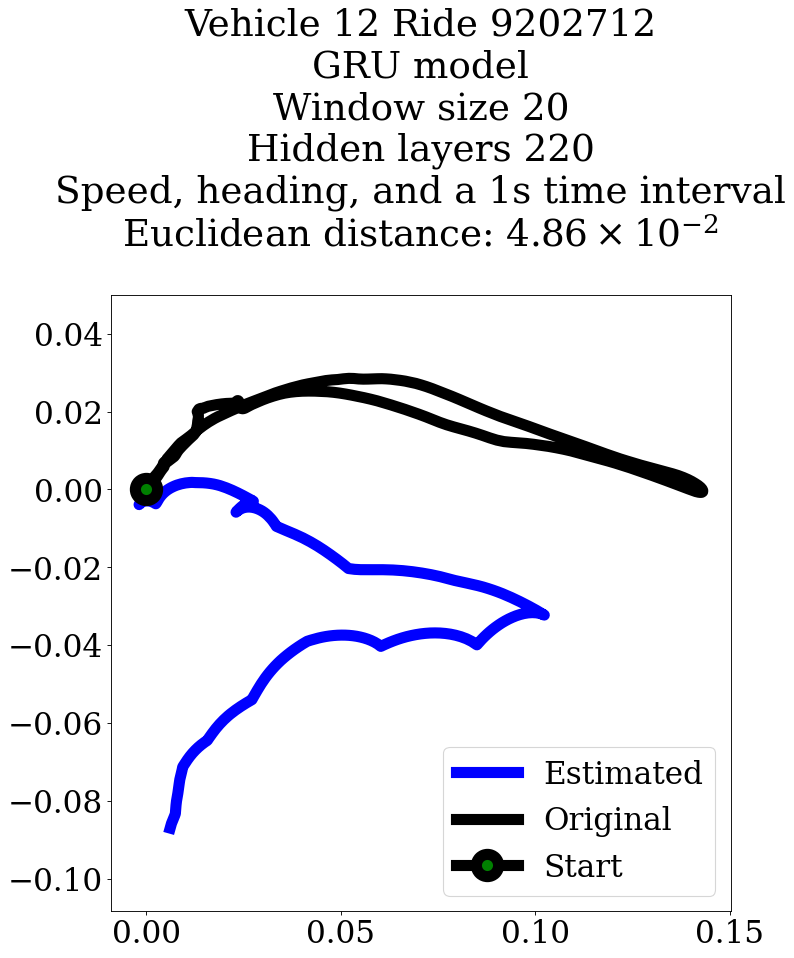 Vehicle 12 Ride 9202712
GRU model
Window size 20
Hidden layers 220
Speed, heading, and a 1s time interval
Euclidean distance: 4.86 × 10⁻²
0.04
0.02
0.00
−0.02
−0.04
−0.06
−0.08
−0.10
Estimated
Original
Start
0.00 0.05 0.10 0.15